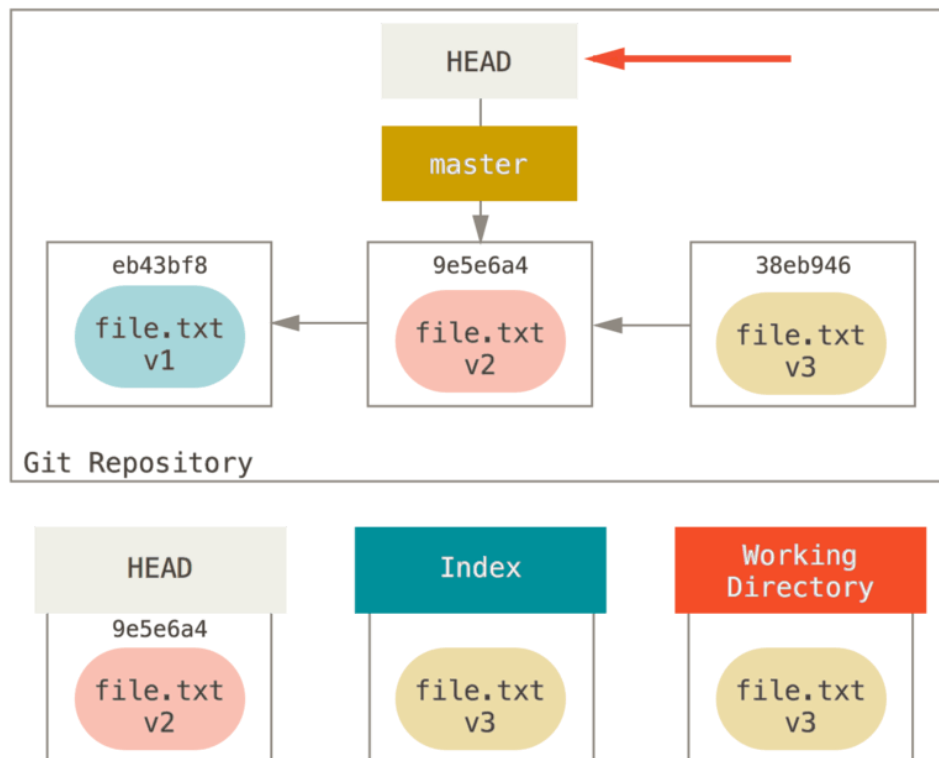 HEAD
master
eb43bf8
9e5e6a4
38eb946
file.txt
v1
file.txt
v2
file.txt
v3
Git Repository
HEAD
Index
Working
Directory
9e5e6a4
file.txt
v2
file.txt
v3
file.txt
v3